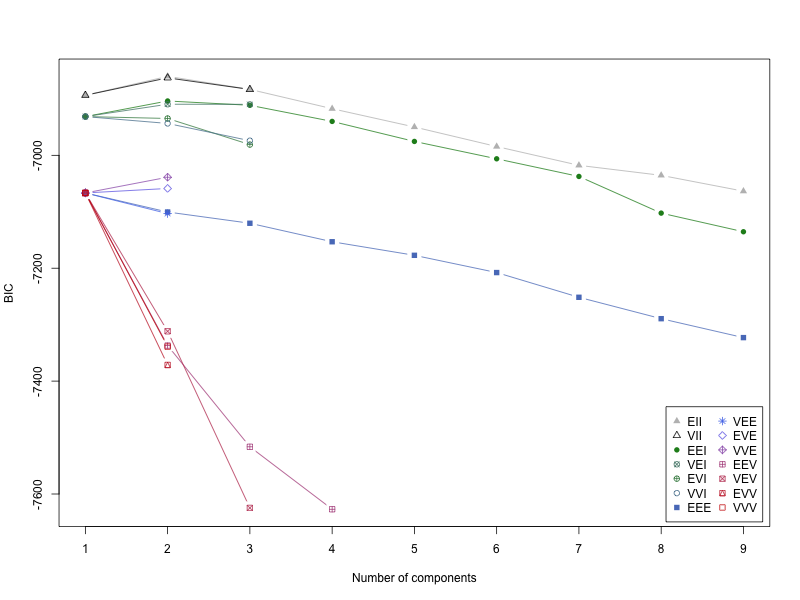 BIC
-7000
-7200
-7400
-7600
1 2 3 4 5 6 7 8 9
Number of components
EII VEE
VII EVE
EEI VVE
VEI EEV
EVI VEV
VVI EVV
EEE VVV